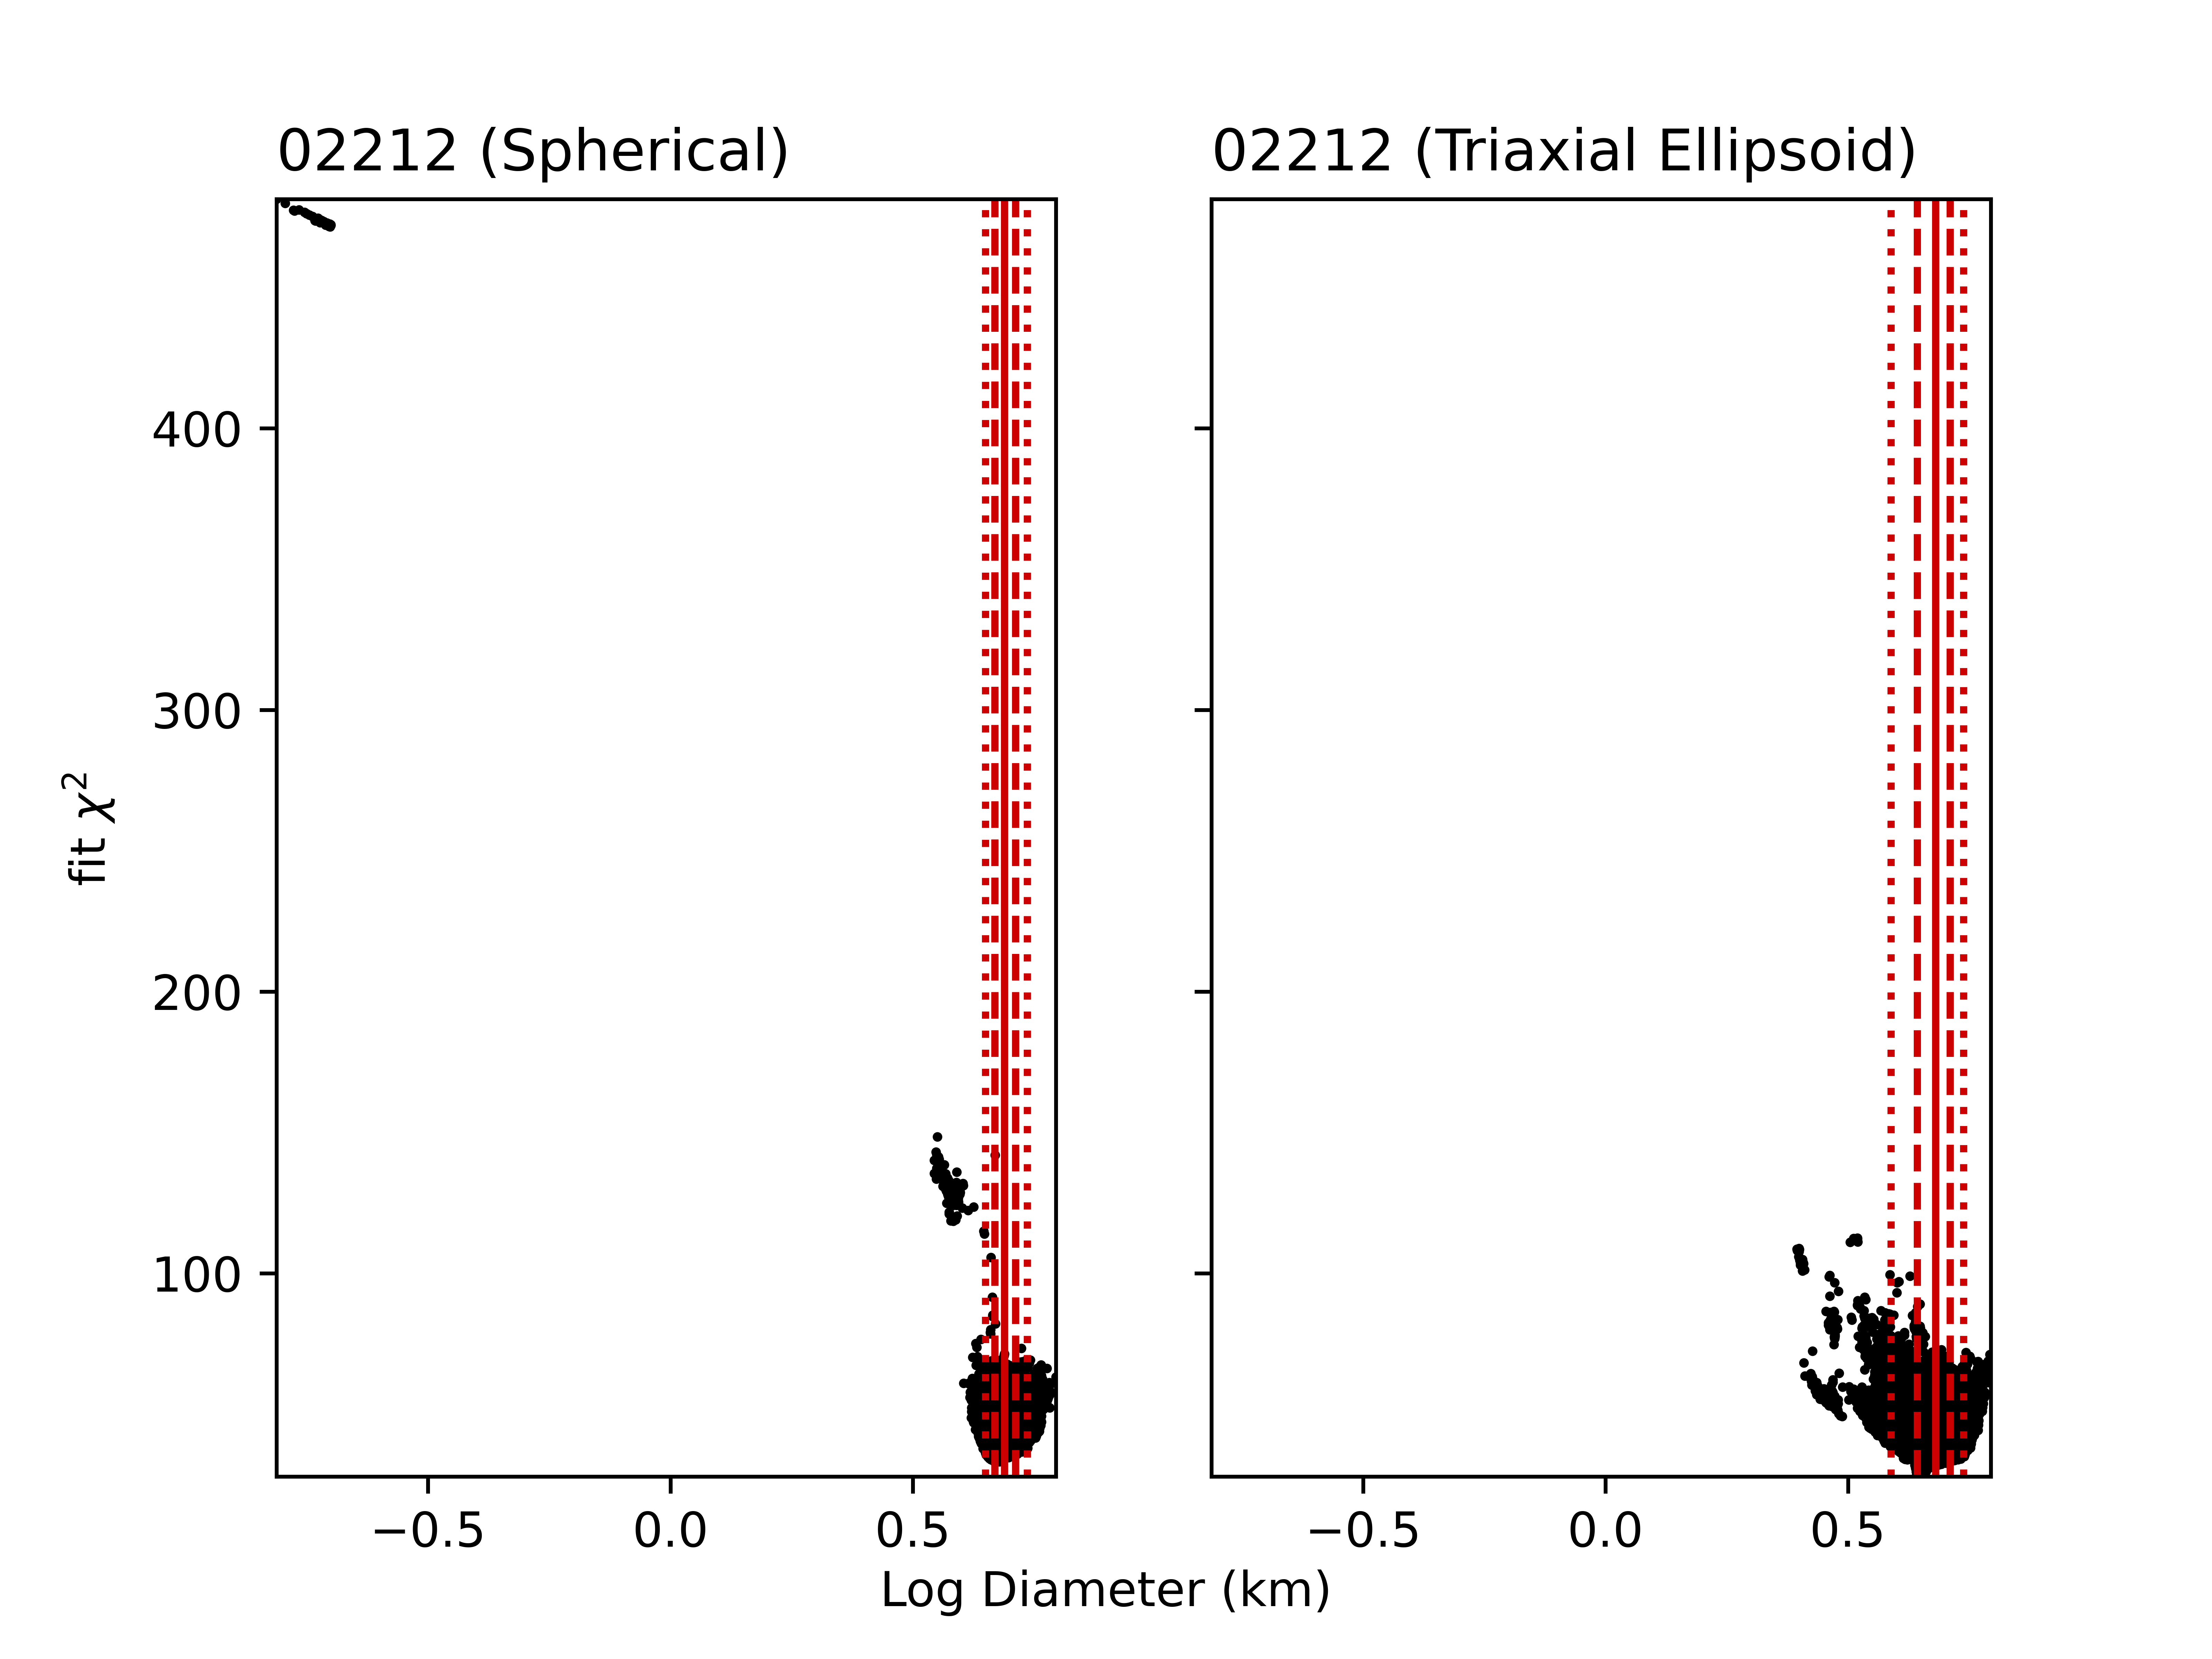 02212 (Spherical)
02212 (Triaxial Ellipsoid)
fit χ²
400
300
200
100
−0.5
0.0
0.5
−0.5
0.0
0.5
Log Diameter (km)